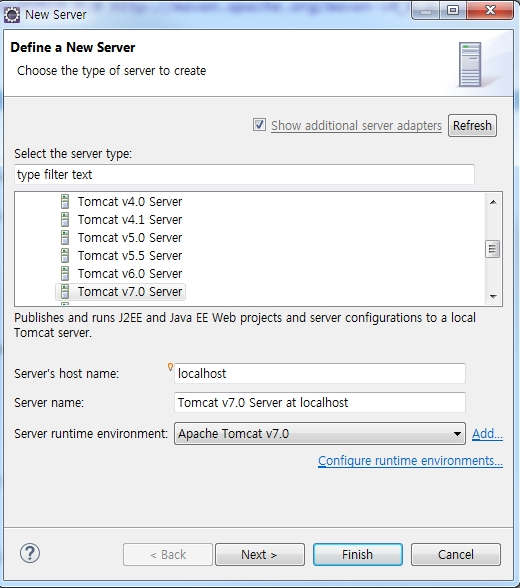 New Server
Define a New Server
Choose the type of server to create
Show additional server adapters
Refresh
Select the server type:
type filter text
Tomcat v4.0 Server
Tomcat v4.1 Server
Tomcat v5.0 Server
Tomcat v5.5 Server
Tomcat v6.0 Server
Tomcat v7.0 Server
Publishes and runs J2EE and Java EE Web projects and server configurations to a local
Tomcat server.
Server's host name:
localhost
Server name:
Tomcat v7.0 Server at localhost
Server runtime environment:
Apache Tomcat v7.0
Add...
Configure runtime environments...
< Back
Next >
Finish
Cancel